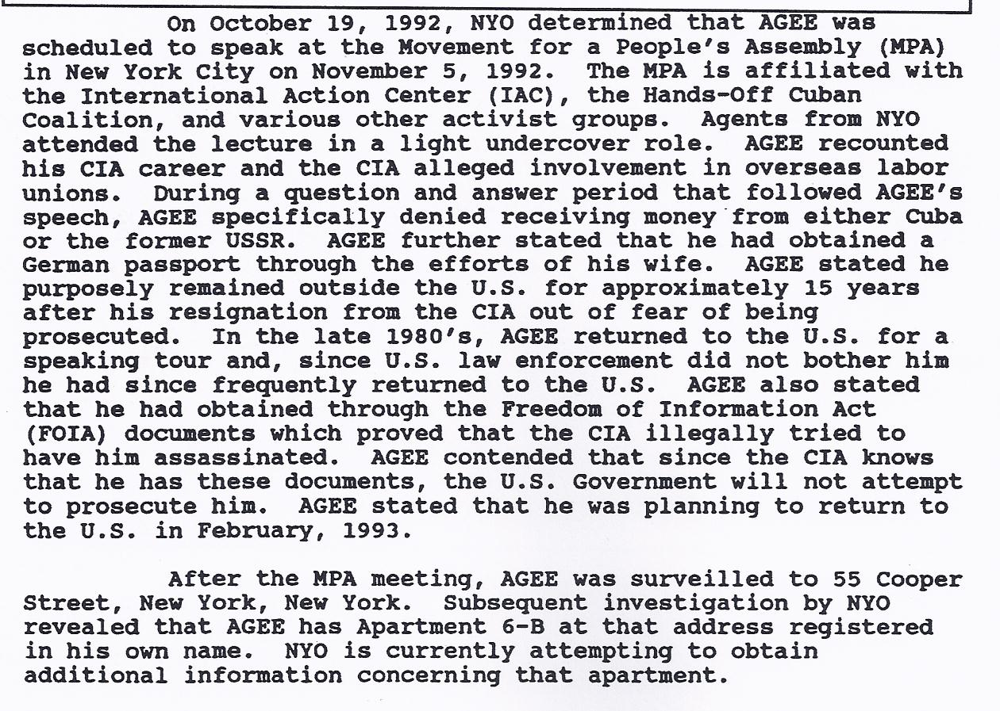 On October 19, 1992, NYO determined that AGEE was
scheduled to speak at the Movement for a People's Assembly (MPA)
in New York City on November 5, 1992. The MPA is affiliated with
the International Action Center (IAC), the Hands-Off Cuban
Coalition, and various other activist groups. Agents from NYO
attended the lecture in a light undercover role. AGEE recounted
his CIA career and the CIA alleged involvement in overseas labor
unions. During a question and answer period that followed AGEE's
speech, AGEE specifically denied receiving money from either Cuba
or the former USSR. AGEE further stated that he had obtained a
German passport through the efforts of his wife. AGEE stated he
purposely remained outside the U.S. for approximately 15 years
after his resignation from the CIA out of fear of being
prosecuted. In the late 1980's, AGEE returned to the U.S. for a
speaking tour and, since U.S. law enforcement did not bother him
he had since frequently returned to the U.S. AGEE also stated
that he had obtained through the Freedom of Information Act
(FOIA) documents which proved that the CIA illegally tried to
have him assassinated. AGEE contended that since the CIA knows
that he has these documents, the U.S. Government will not attempt
to prosecute him. AGEE stated that he was planning to return to
the U.S. in February, 1993.
After the MPA meeting, AGEE was surveilled to 55 Cooper
Street, New York, New York. Subsequent investigation by NYO
revealed that AGEE has Apartment 6-B at that address registered
in his own name. NYO is currently attempting to obtain
additional information concerning that apartment.